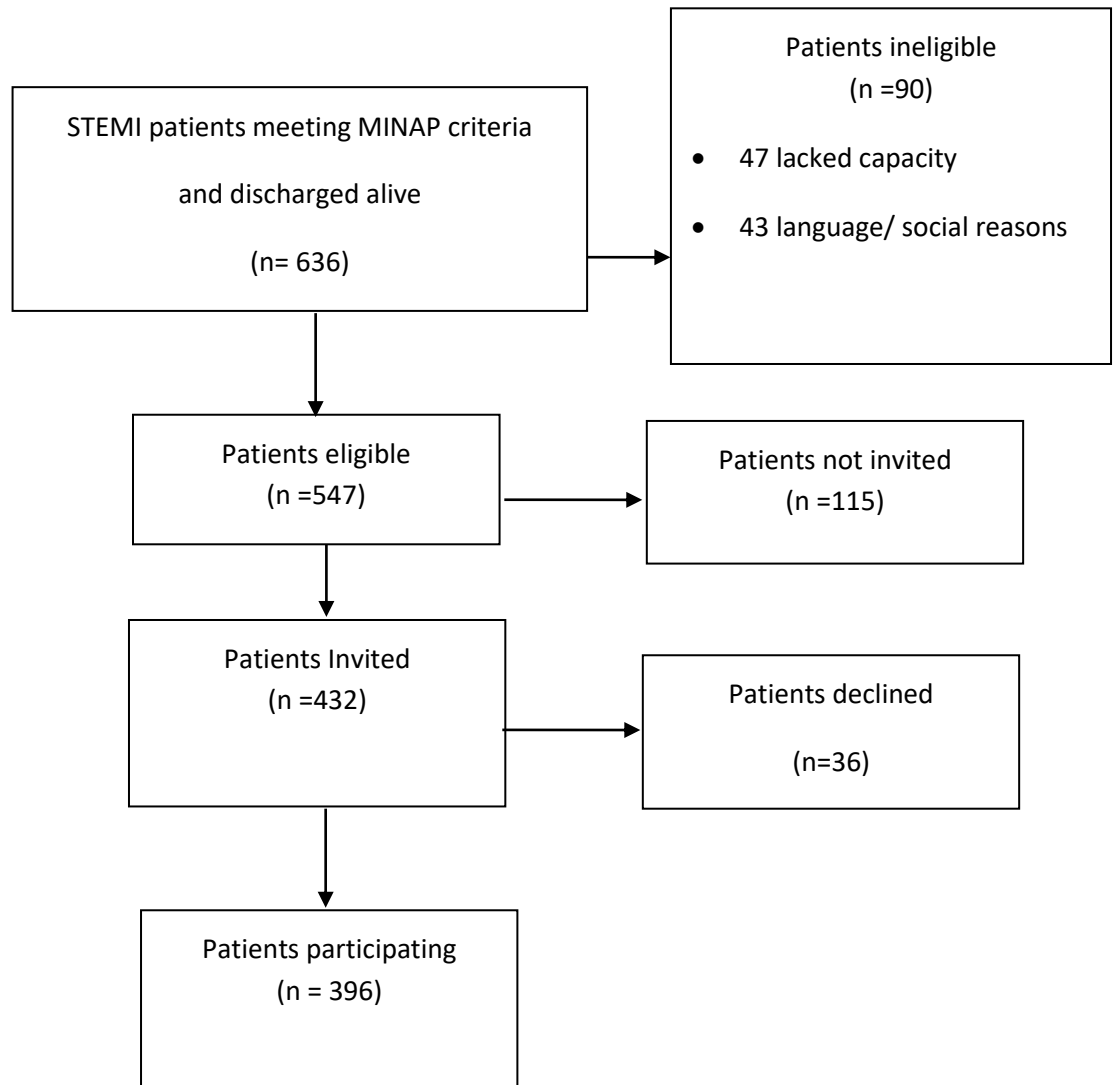 STEMI patients meeting MINAP criteria
and discharged alive
(n= 636)
Patients ineligible
(n =90)
• 47 lacked capacity
• 43 language/ social reasons
Patients eligible
(n =547)
Patients not invited
(n =115)
Patients Invited
(n =432)
Patients declined
(n=36)
Patients participating
(n = 396)